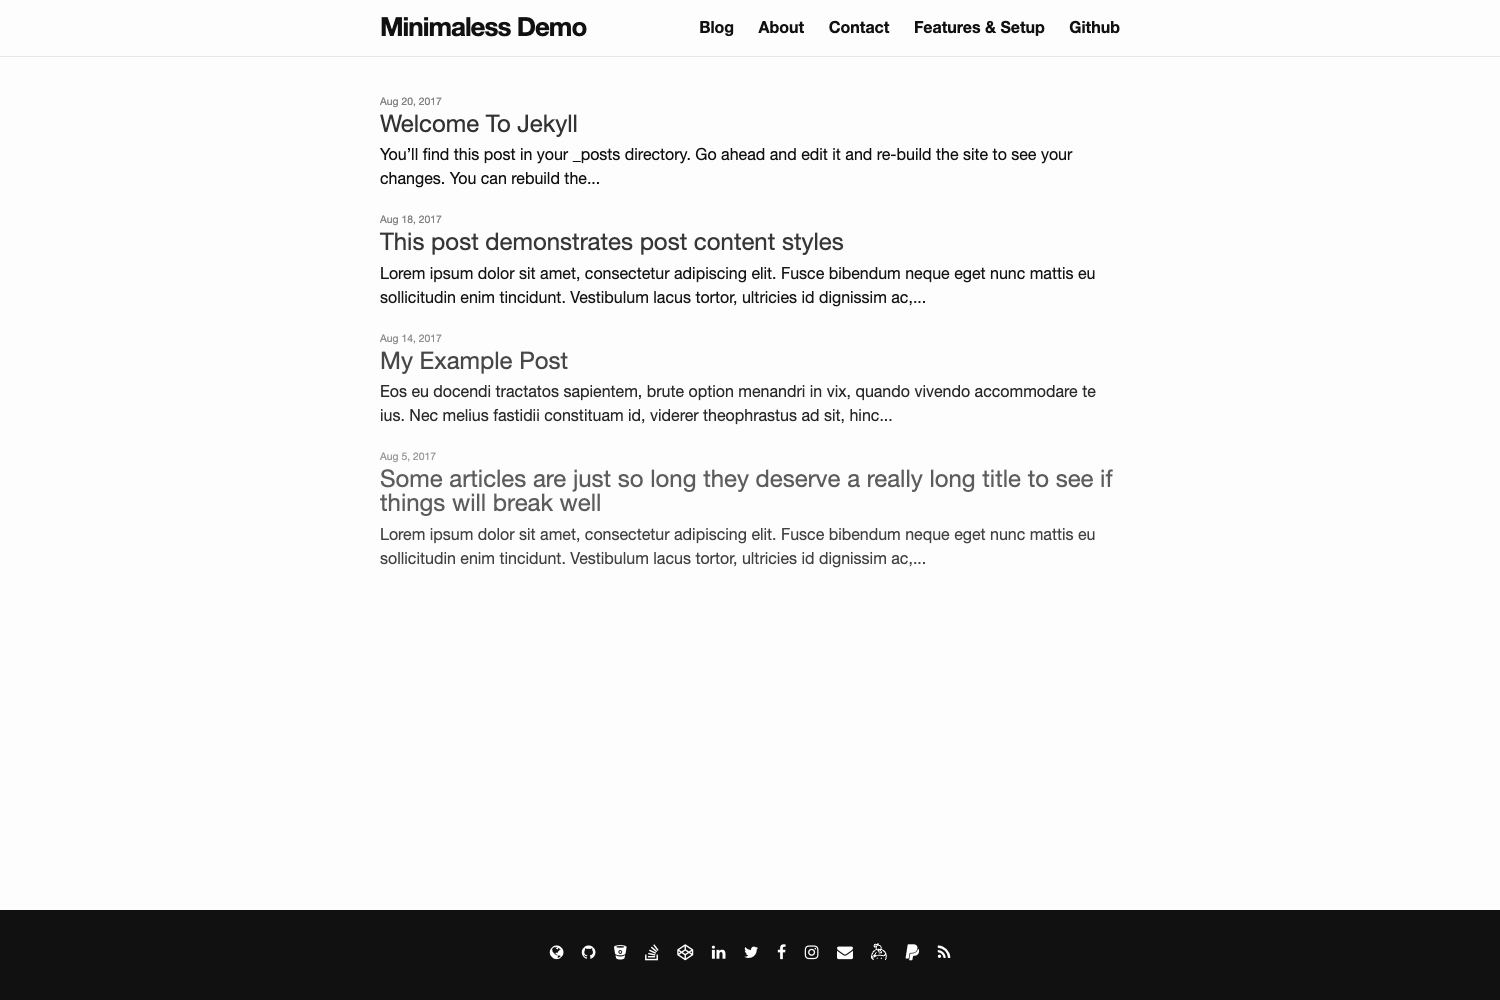 Minimaless Demo
Blog About Contact Features & Setup Github
Aug 20, 2017
Welcome To Jekyll
You’ll find this post in your _posts directory. Go ahead and edit it and re-build the site to see your
changes. You can rebuild the...
Aug 18, 2017
This post demonstrates post content styles
Lorem ipsum dolor sit amet, consectetur adipiscing elit. Fusce bibendum neque eget nunc mattis eu
sollicitudin enim tincidunt. Vestibulum lacus tortor, ultricies id dignissim ac,...
Aug 14, 2017
My Example Post
Eos eu docendi tractatos sapientem, brute option menandri in vix, quando vivendo accommodare te
ius. Nec melius fastidii constituam id, viderer theophrastus ad sit, hinc...
Aug 5, 2017
Some articles are just so long they deserve a really long title to see if
things will break well
Lorem ipsum dolor sit amet, consectetur adipiscing elit. Fusce bibendum neque eget nunc mattis eu
sollicitudin enim tincidunt. Vestibulum lacus tortor, ultricies id dignissim ac,...